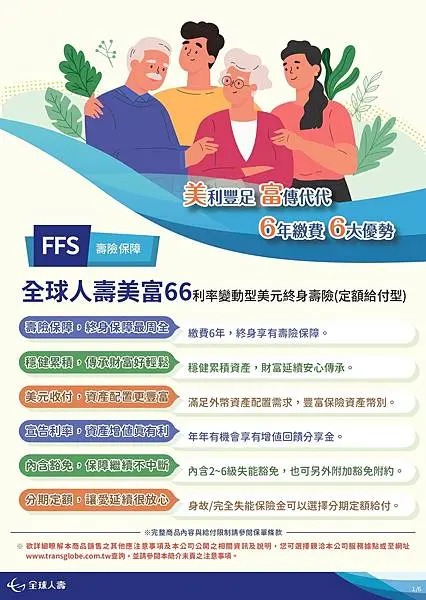 美利豐足 富傳代代
6年繳費 6大優勢
FFS 壽險保障
全球人壽美富66利率變動型美元終身壽險(定額給付型)
壽險保障，終身保障最周全 繳費6年，終身享有壽險保障。
穩健累積，傳承財富好輕鬆 穩健累積資產，財富延續安心傳承。
美元收付，資產配置更豐富 滿足外幣資產配置需求，豐富保險資產幣別。
宣告利率，資產增值真有利 年年有機會享有增值回饋分享金。
內含豁免，保障繼續不中斷 內含2~6級失能豁免，也可另外附加豁免附約。
分期定額，讓愛延續很放心 身故/完全失能保險金可以選擇分期定額給付。
※完整商品內容與給付限制請參閱保單條款
※ 欲詳細瞭解本商品銷售之其他應注意事項及本公司公開之相關資訊及說明，您可選擇親洽本公司服務據點或至網址
www.transglobe.com.tw查詢，並請參閱本簡介末頁之注意事項。
全球人壽
1/6